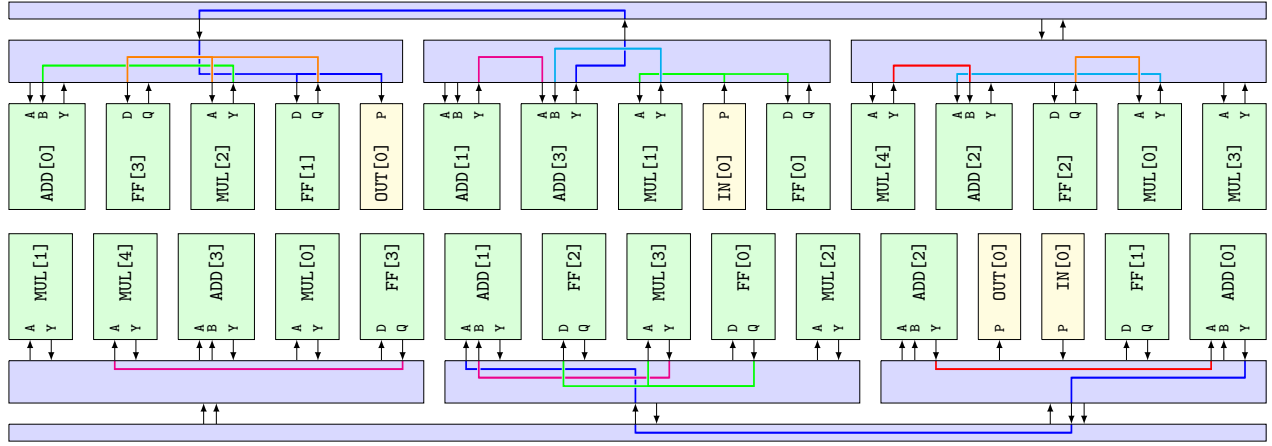 A B Y D Q A Y D Q P A B Y A B Y A Y P D Q A Y A B Y D Q A Y A Y
ADD[0] FF[3] MUL[2] FF[1] OUT[0] ADD[1] ADD[3] MUL[1] IN[0] FF[0] MUL[4] ADD[2] FF[2] MUL[0] MUL[3]
MUL[1] MUL[4] ADD[3] MUL[0] FF[3] ADD[1] FF[2] MUL[3] FF[0] MUL[2] ADD[2] OUT[0] IN[0] FF[1] ADD[0]
A Y A Y A B Y A Y D Q A B Y D Q A Y D Q A Y A B Y P P D Q A B Y